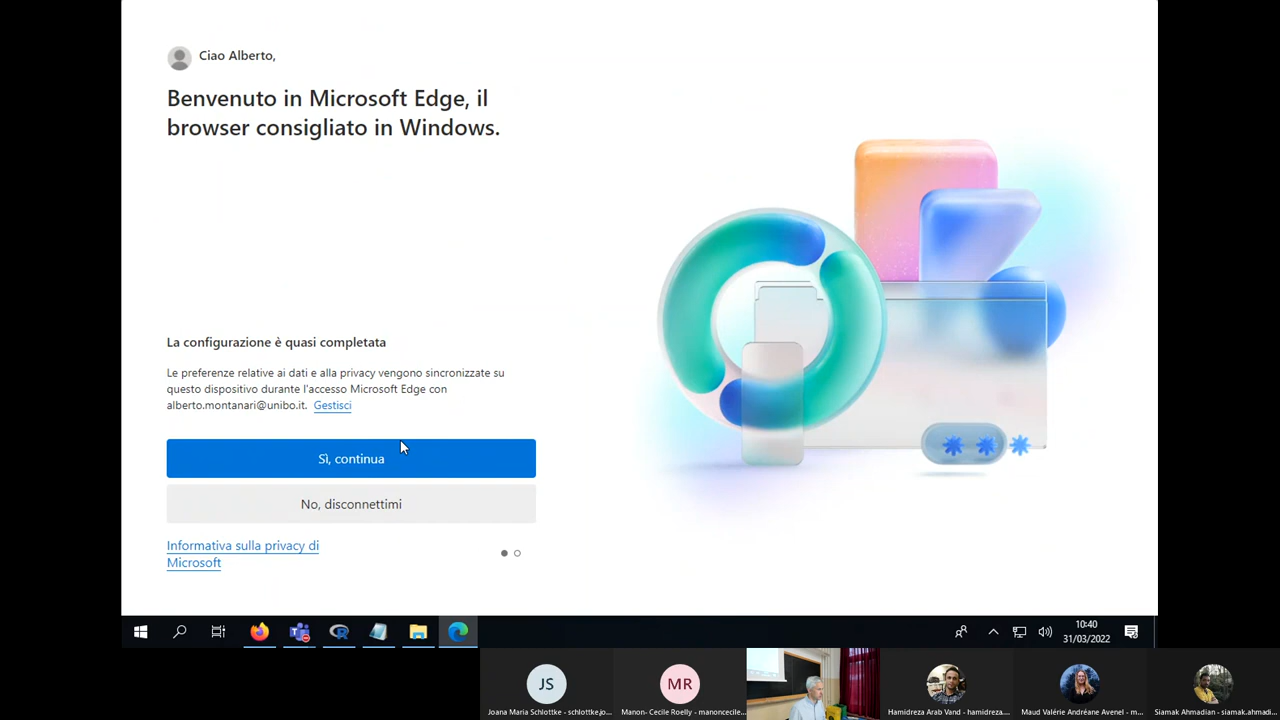 Ciao Alberto,
Benvenuto in Microsoft Edge, il
browser consigliato in Windows.
La configurazione è quasi completata
Le preferenze relative ai dati e alla privacy vengono sincronizzate su
questo dispositivo durante l'accesso Microsoft Edge con
alberto.montanari@unibo.it. Gestisci
Sì, continua
No, disconnettimi
Informativa sulla privacy di
Microsoft
10:40
31/03/2022
JS
MR
Joana Maria Schlottke - schlottke.jo...
Manon- Cecile Roelly - manoncecile...
Hamidreza Arab Vand - hamidreza....
Maud Valérie Andréane Avenel - m...
Siamak Ahmadian - siamak.ahmadi...